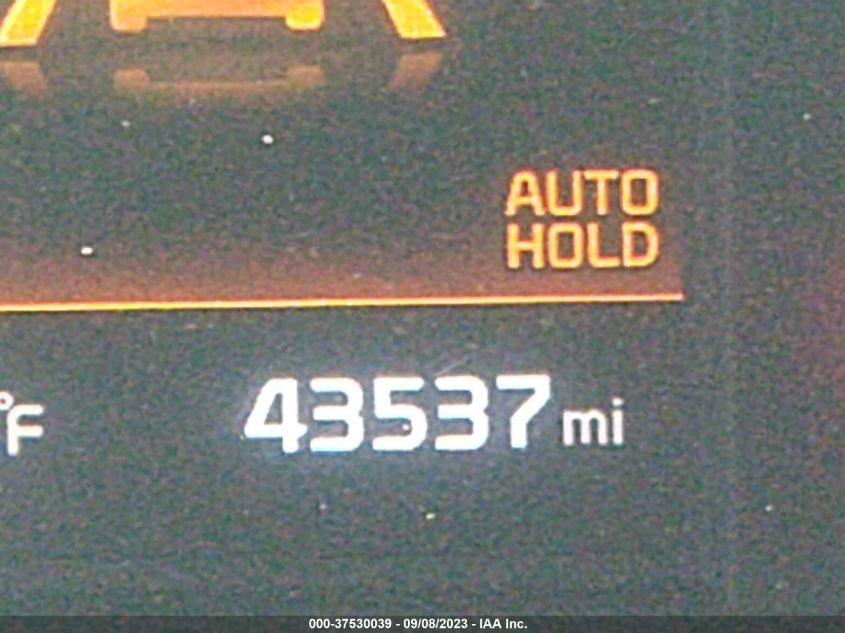 AUTO
HOLD
°F
43537 mi
000-37530039 - 09/08/2023 - IAA Inc.